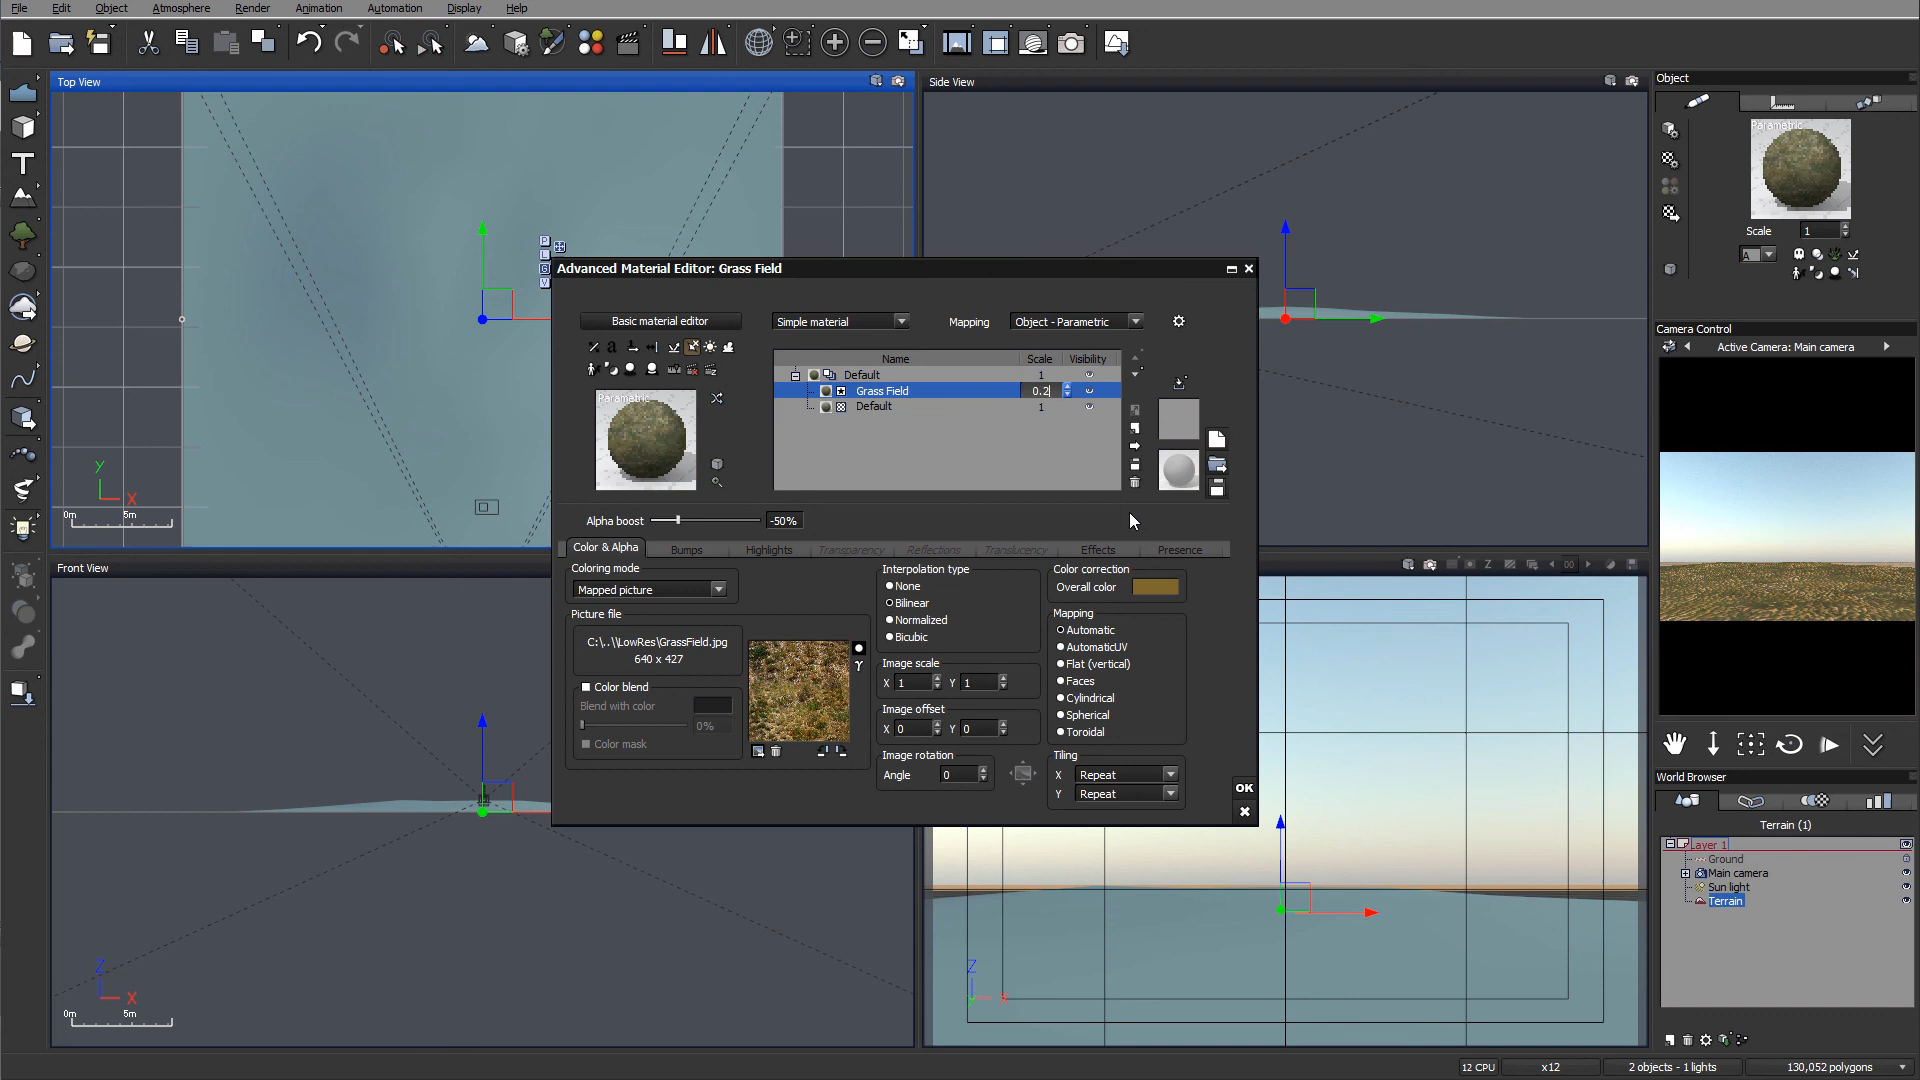 File Edit Object Atmosphere Render Animation Automation Display Help
Top View
Side View
Object
Parametric
Scale 1
A
P
L
G
V
Advanced Material Editor: Grass Field
Basic material editor
Simple material
Mapping
Object - Parametric
Name Scale Visibility
Default 1
Grass Field 0.2
Default 1
Parametric
Alpha boost -50%
Color & Alpha Bumps Highlights Transparency Reflections Translucency Effects Presence
Coloring mode
Mapped picture
Picture file
C:\..\\LowRes\GrassField.jpg
640 x 427
Color blend
Blend with color
0%
Color mask
Interpolation type
None
Bilinear
Normalized
Bicubic
Image scale
X 1 Y 1
Image offset
X 0 Y 0
Image rotation
Angle 0
Color correction
Overall color
Mapping
Automatic
AutomaticUV
Flat (vertical)
Faces
Cylindrical
Spherical
Toroidal
Tiling
X Repeat
Y Repeat
OK
Y
X
0m 5m
Front View
Z
X
0m 5m
Z 00
Z
Y X
Camera Control
Active Camera: Main camera
World Browser
Terrain (1)
Layer 1
Ground
Main camera
Sun light
Terrain
12 CPU x12 2 objects - 1 lights 130,052 polygons